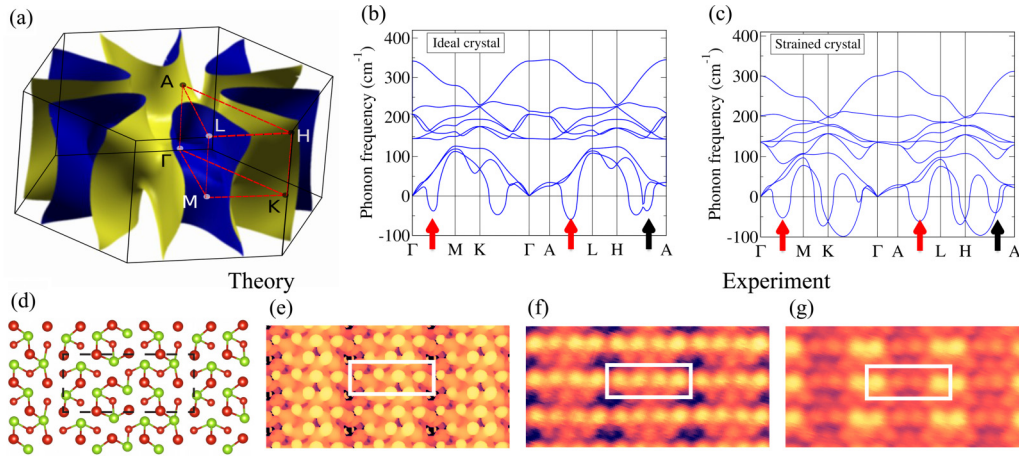 (a)
A
L
H
Γ
M
K
(b)
Phonon frequency (cm⁻¹)
Ideal crystal
400
300
200
100
0
-100
Γ M K Γ A L H A
(c)
Phonon frequency (cm⁻¹)
Strained crystal
400
300
200
100
0
-100
Γ M K Γ A L H A
Theory
Experiment
(d)
(e)
(f)
(g)